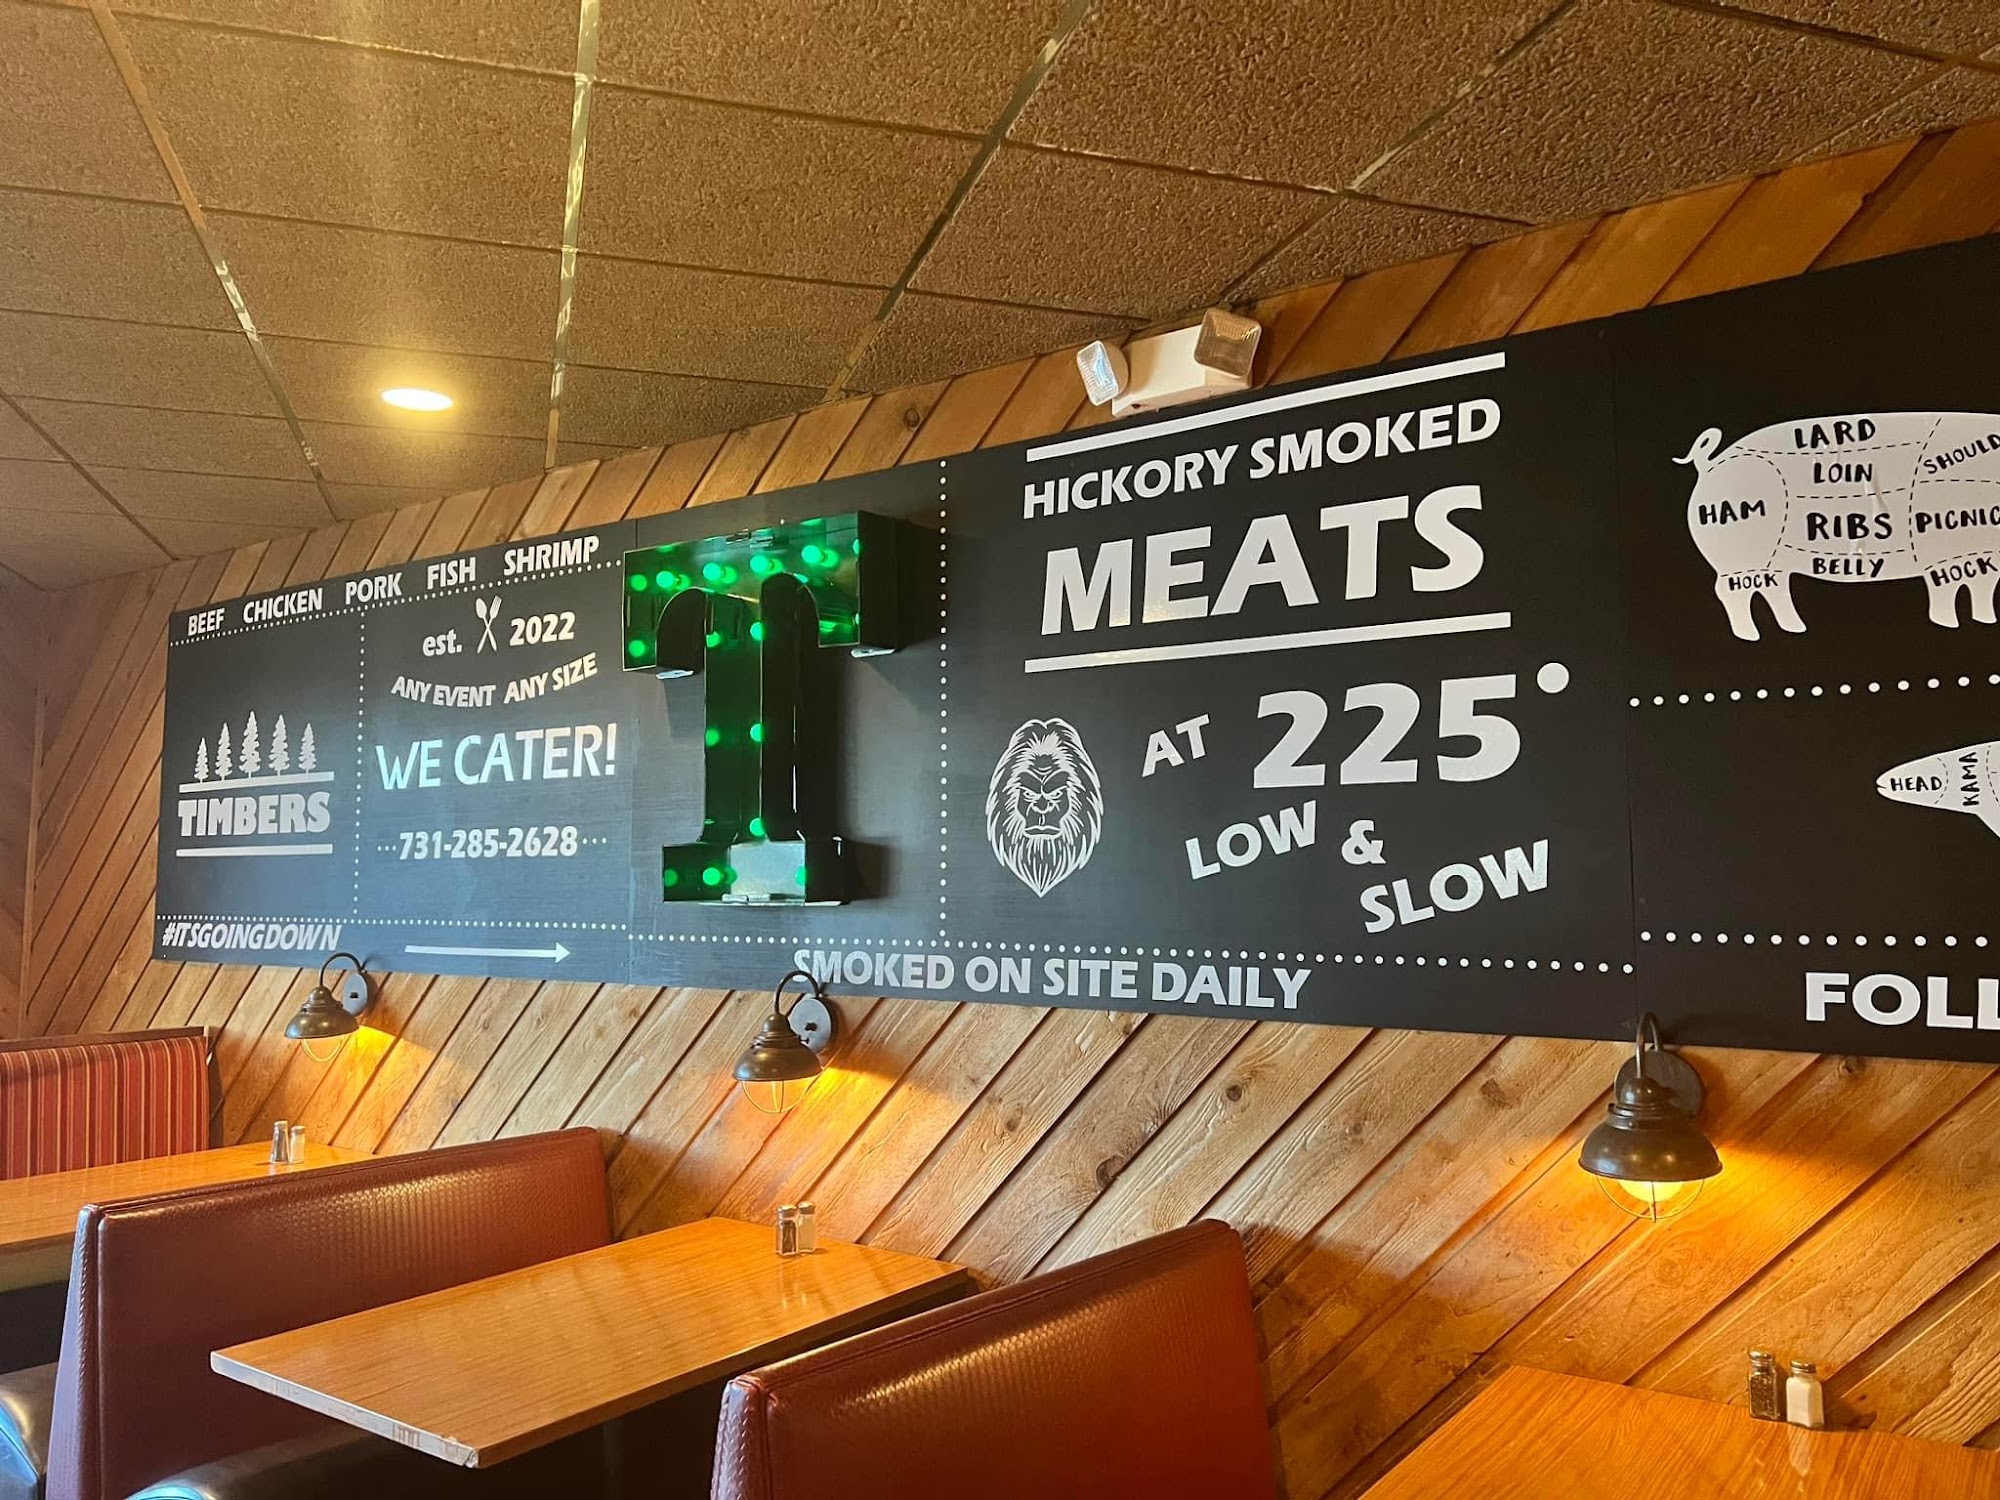 BEEF CHICKEN PORK FISH SHRIMP
TIMBERS
#ITSGOINGDOWN
est. 2022
ANY EVENT ANY SIZE
WE CATER!
731-285-2628
T
HICKORY SMOKED
MEATS
AT 225°
LOW &
SLOW
SMOKED ON SITE DAILY
LARD
LOIN
SHOULD
HAM
RIBS
PICNIC
BELLY
HOCK
HOCK
HEAD
KAMA
FOLL